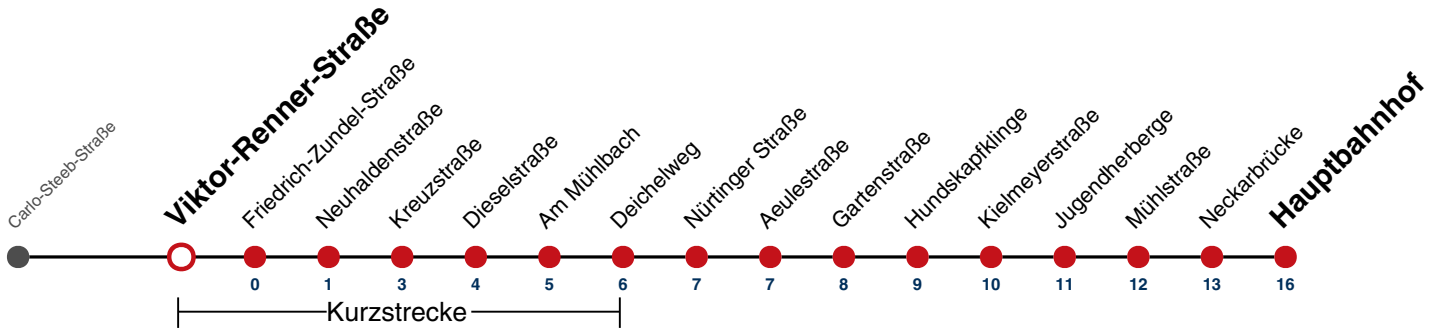 Carlo-Steeb-Straße
Viktor-Renner-Straße
Friedrich-Zundel-Straße
Neuhaldenstraße
Kreuzstraße
Dieselstraße
Am Mühlbach
Deichelweg
Nürtinger Straße
Aeulestraße
Gartenstraße
Hundskapfklinge
Kielmeyerstraße
Jugendherberge
Mühlstraße
Neckarbrücke
Hauptbahnhof
0 1 3 4 5 6 7 7 8 9 10 11 12 13 16
Kurzstrecke